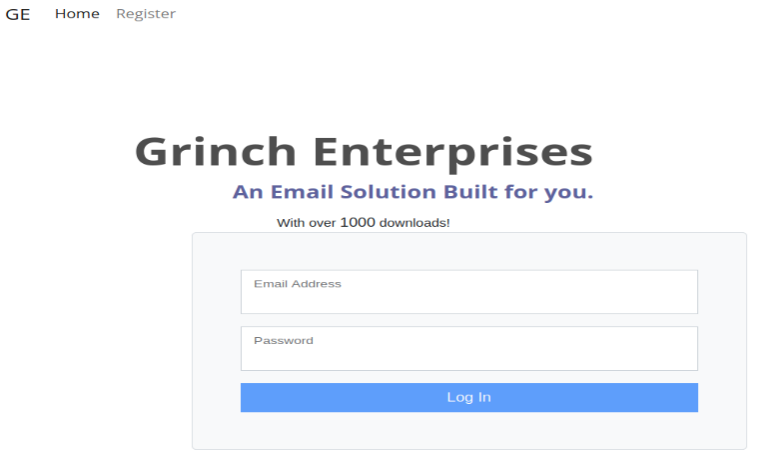 GE Home Register
Grinch Enterprises
An Email Solution Built for you.
With over 1000 downloads!
Email Address
Password
Log In